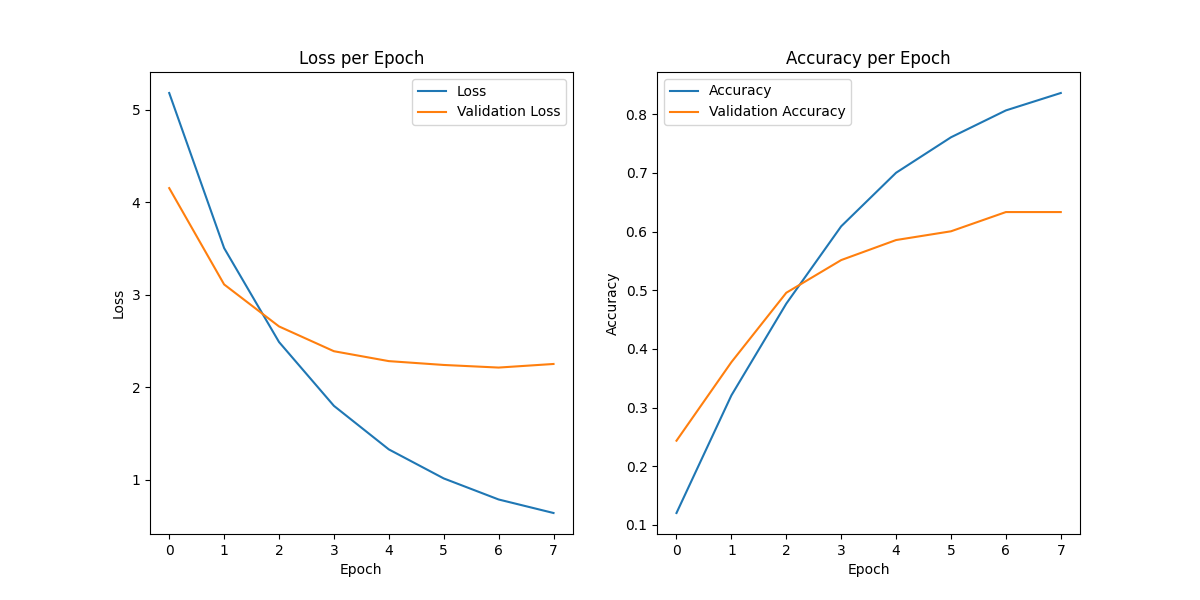 Loss per Epoch
Loss
Validation Loss
5
4
3
2
1
Loss
0 1 2 3 4 5 6 7
Epoch
Accuracy per Epoch
Accuracy
Validation Accuracy
0.8
0.7
0.6
0.5
0.4
0.3
0.2
0.1
Accuracy
0 1 2 3 4 5 6 7
Epoch